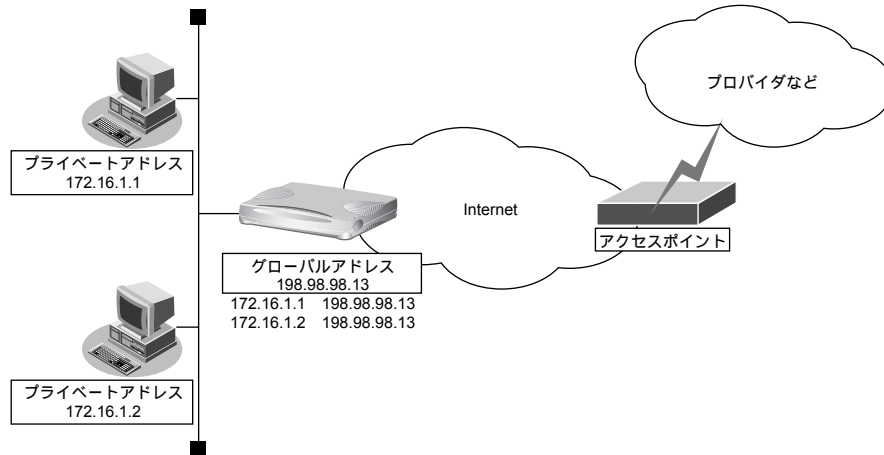 プロバイダなど
プライベートアドレス
172.16.1.1
Internet
アクセスポイント
グローバルアドレス
198.98.98.13
172.16.1.1 198.98.98.13
172.16.1.2 198.98.98.13
プライベートアドレス
172.16.1.2